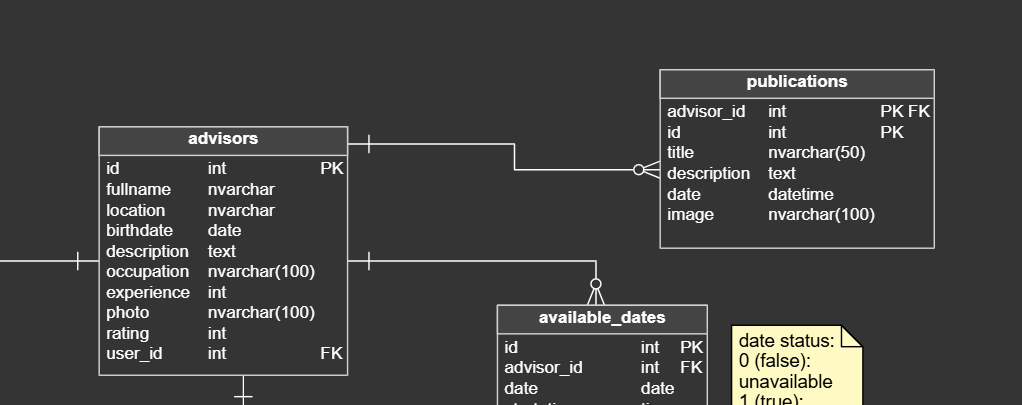 publications
advisor_id int PK FK
id int PK
title nvarchar(50)
description text
date datetime
image nvarchar(100)
advisors
id int PK
fullname nvarchar
location nvarchar
birthdate date
description text
occupation nvarchar(100)
experience int
photo nvarchar(100)
rating int
user_id int FK
available_dates
id int PK
advisor_id int FK
date date
date status:
0 (false):
unavailable
1 (true):